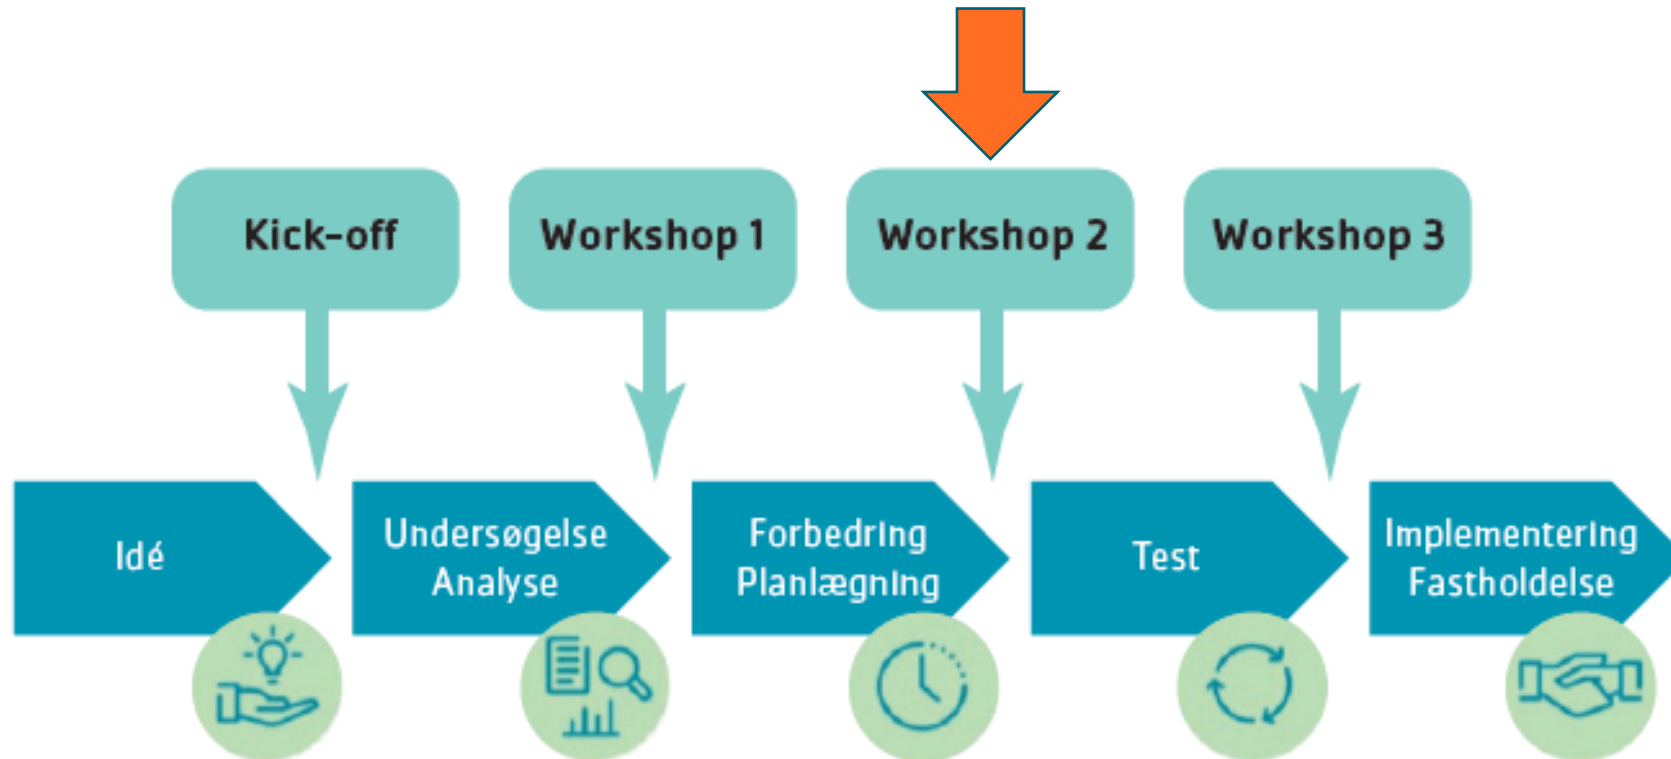 Kick-off
Workshop 1
Workshop 2
Workshop 3
Idé
Undersøgelse
Analyse
Forbedring
Planlægning
Test
Implementering
Fastholdelse